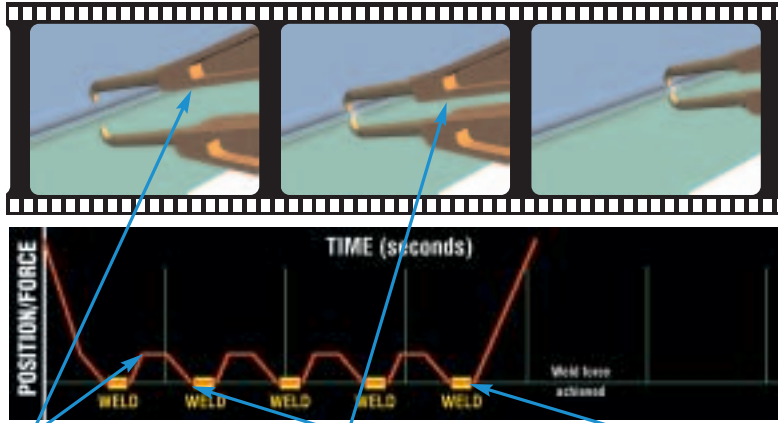 TIME (seconds)
POSITION/FORCE
Weld force
achieved
WELD WELD WELD WELD WELD